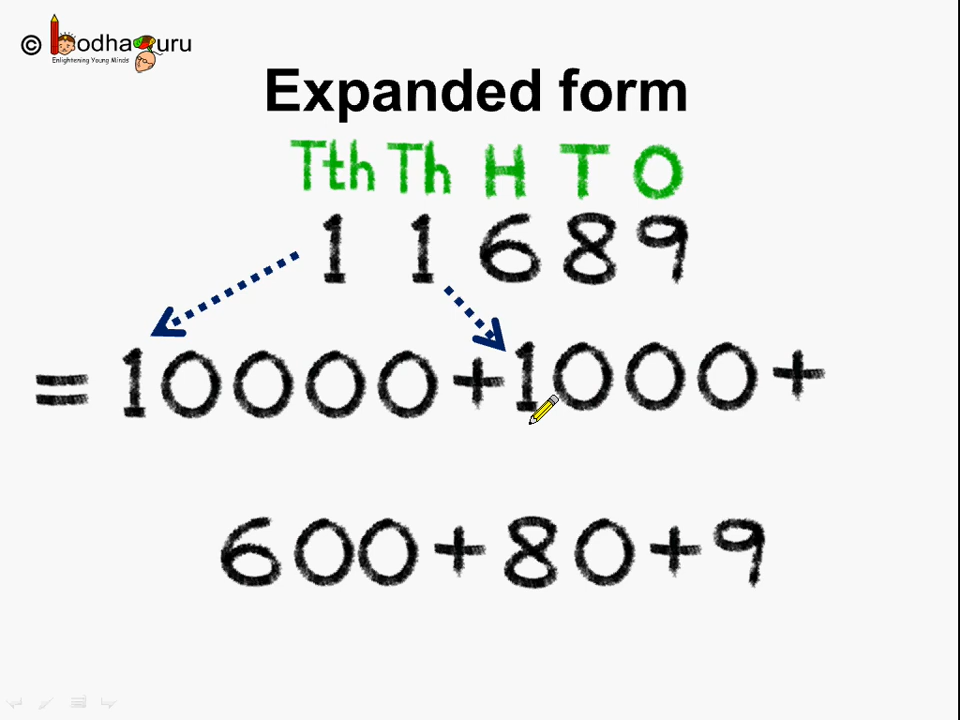 © BodhaGuru
Enlightening Young Minds
Expanded form
Tth Th H T O
1 1 6 8 9
= 10000 + 1000 +
600 + 80 + 9